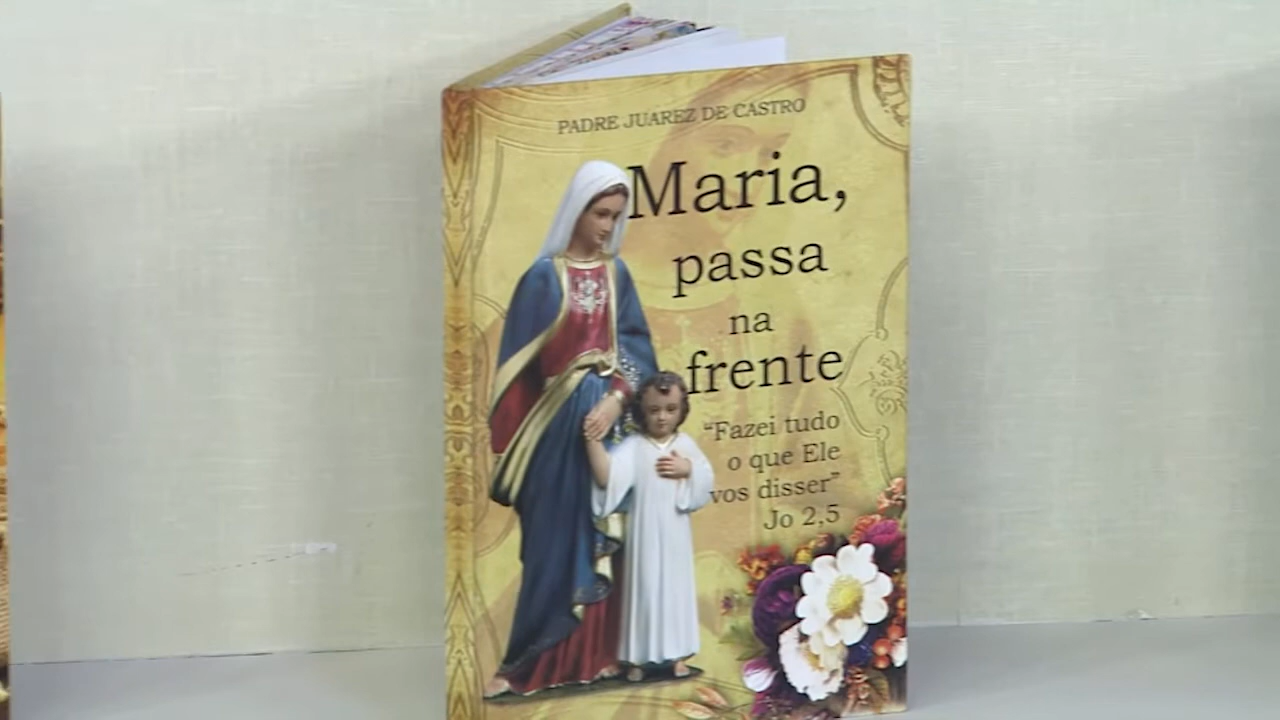 PADRE JUAREZ DE CASTRO
Maria,
passa
na
frente
“Fazei tudo
o que Ele
vos disser”
Jo 2,5